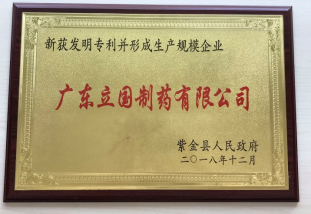 新获发明专利并形成生产规模企业
广东立国制药有限公司
紫金县人民政府
二〇一八年十二月